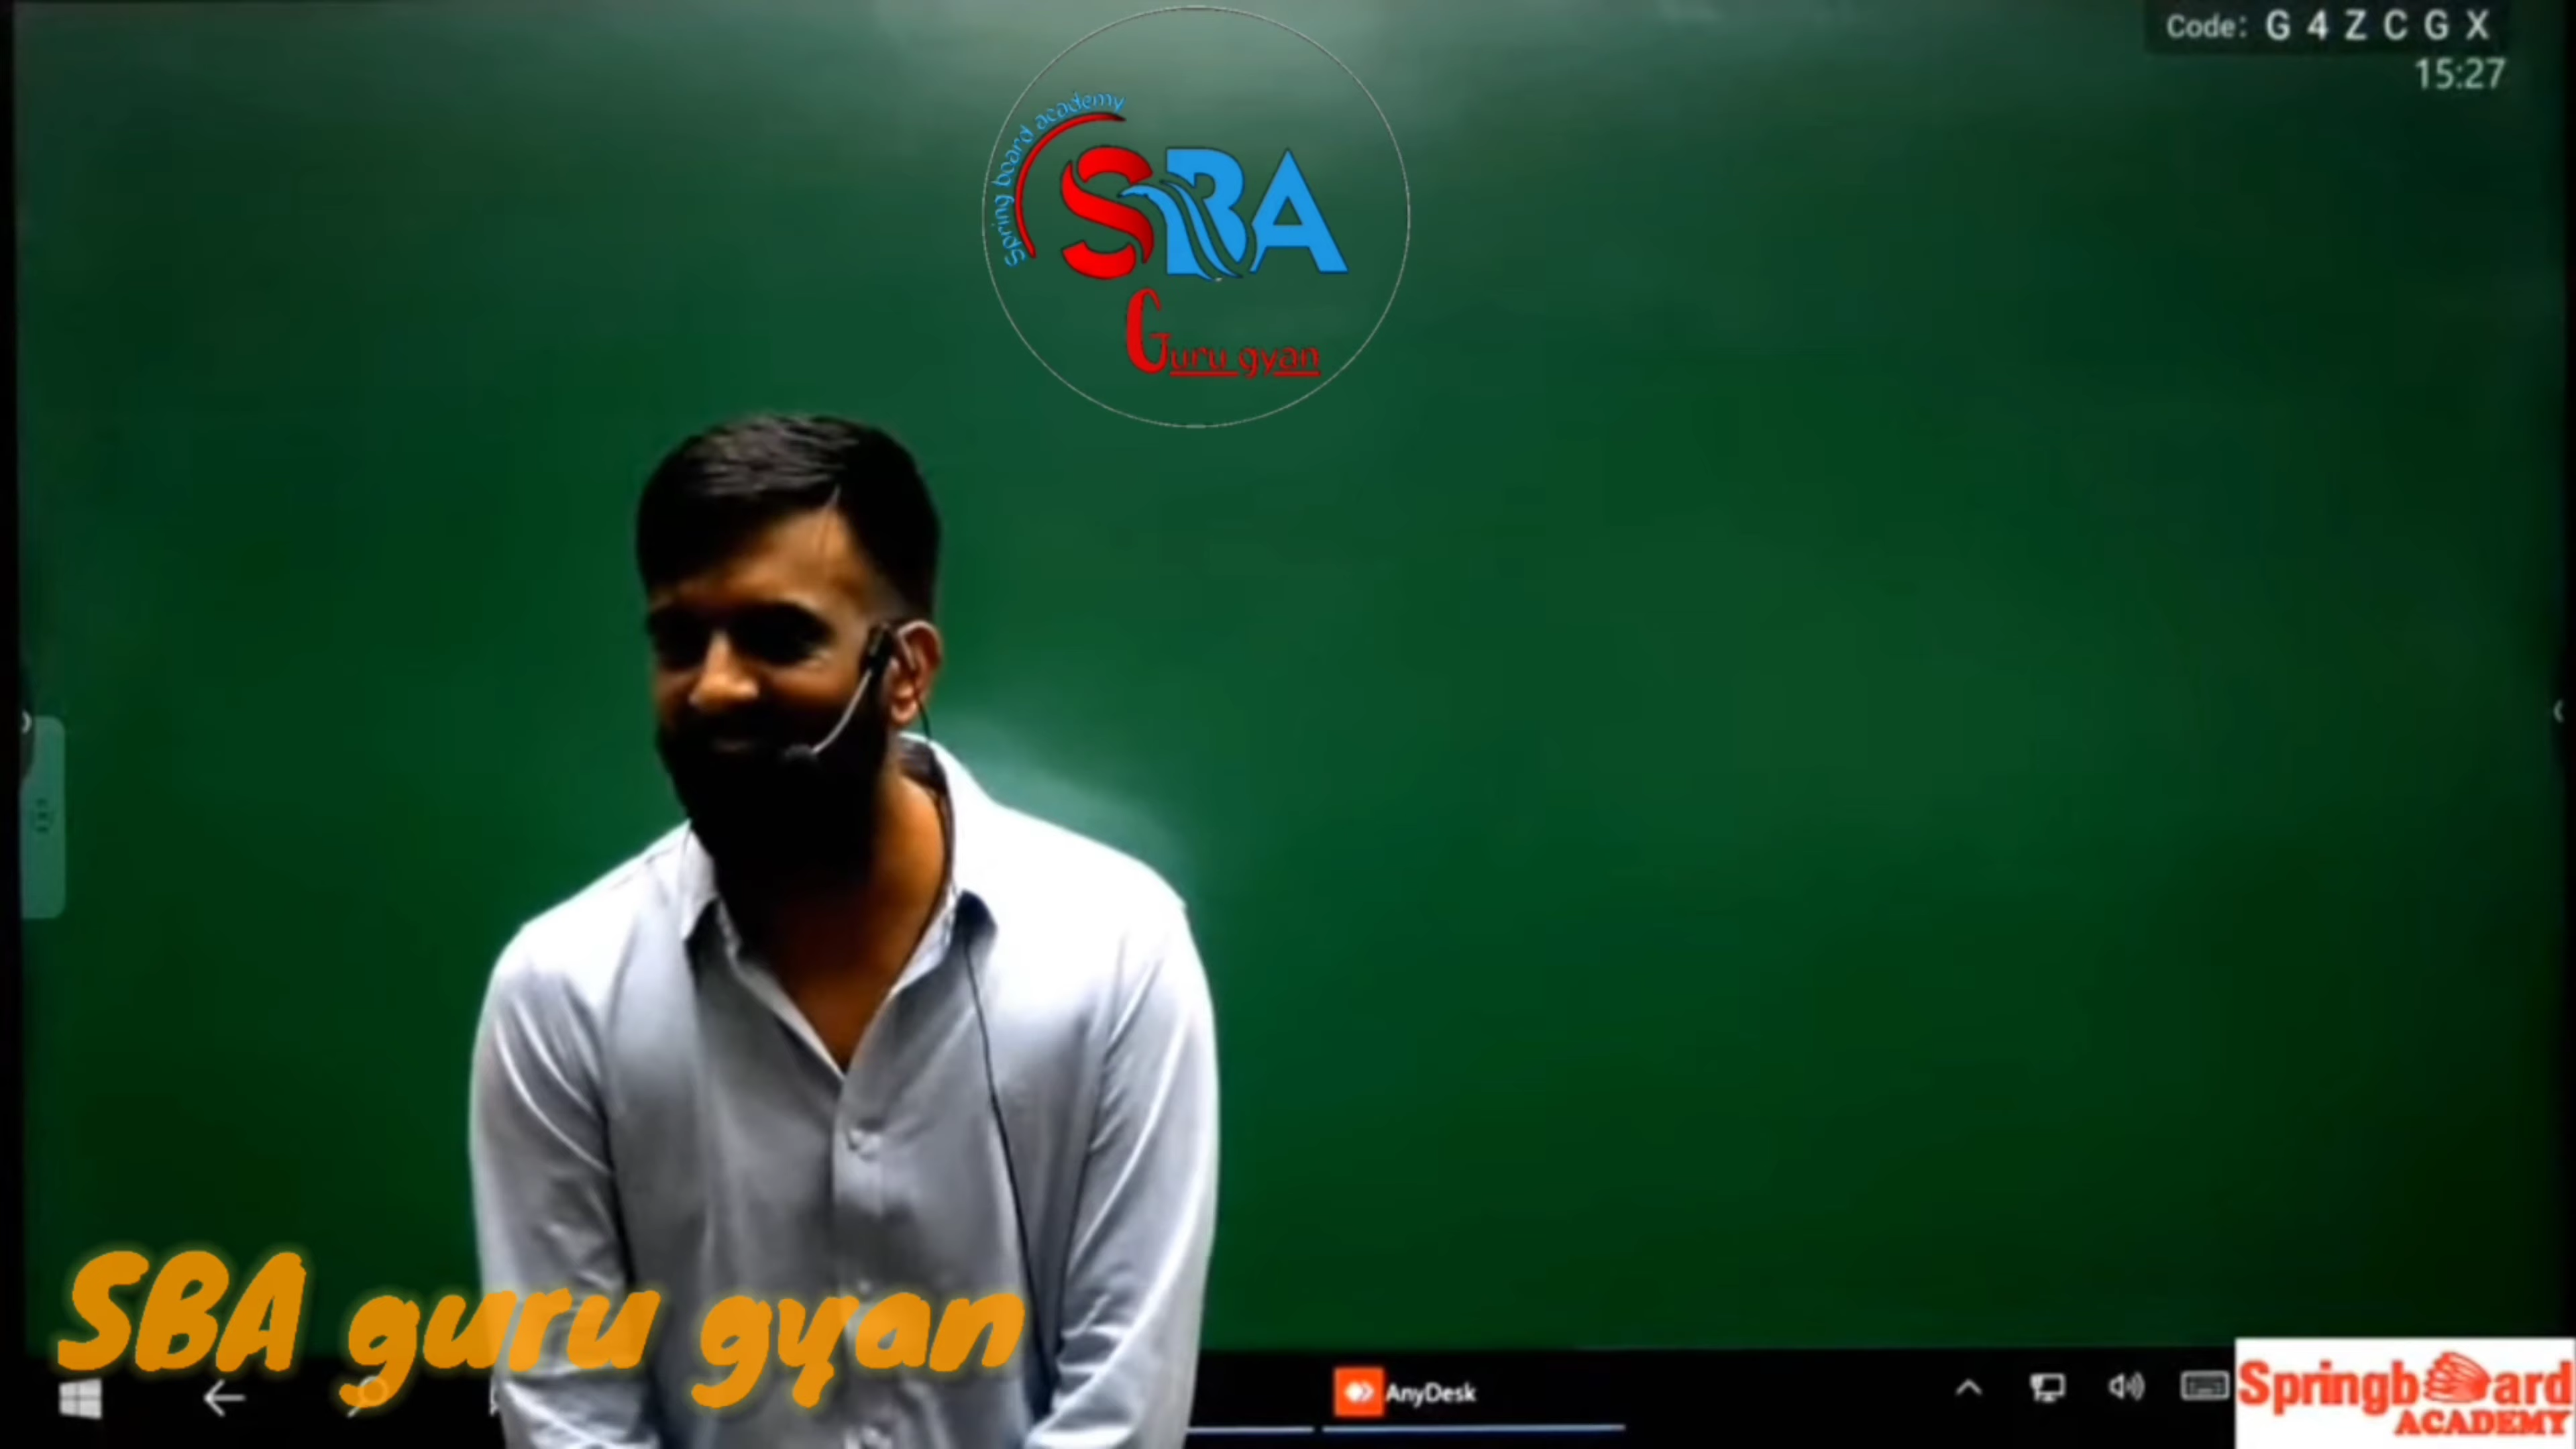 Code: G 4 Z C G X
15:27
Spring board academy
SBA
Guru gyan
SBA guru gyan
AnyDesk
Springboard
ACADEMY